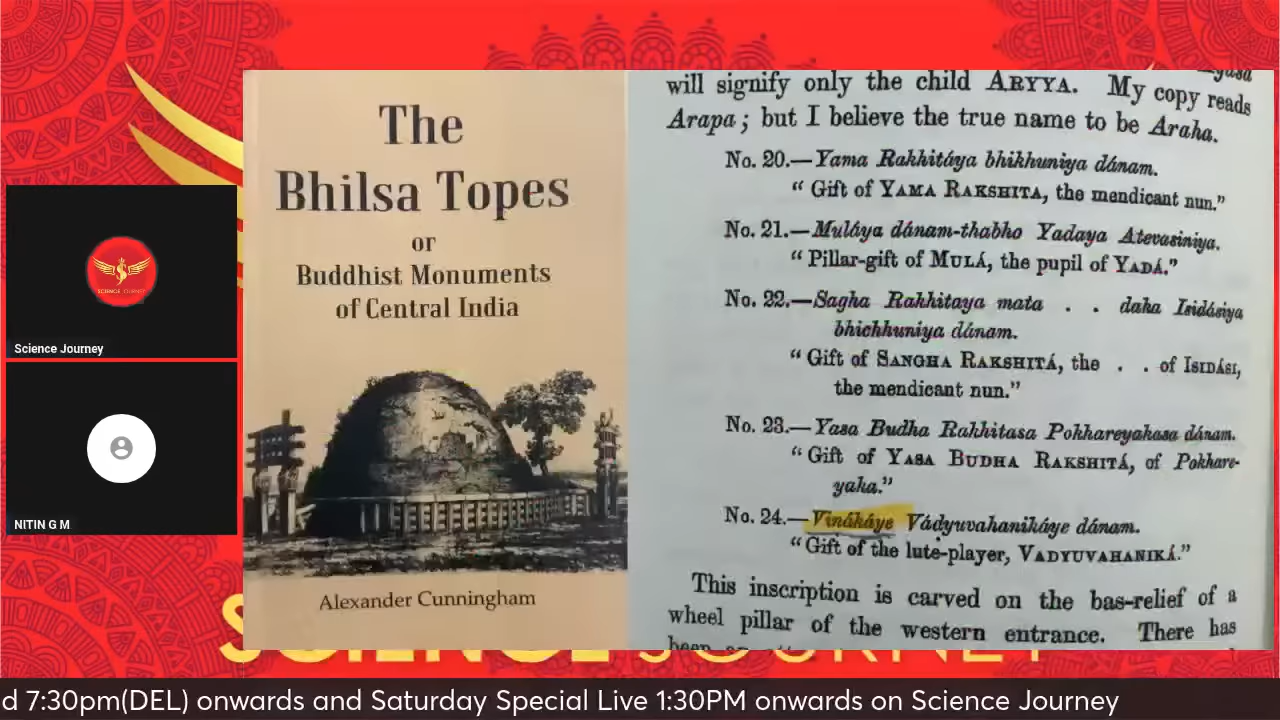 The
Bhilsa Topes
or
Buddhist Monuments
of Central India
Alexander Cunningham
will signify only the child ARYYA. My copy reads
Arapa; but I believe the true name to be Araha.
No. 20.—Yama Rakhitáya bhikhuniya dánam.
“ Gift of YAMA RAKSHITA, the mendicant nun.”
No. 21.—Muláya dánam-thabho Yadaya Atevasiniya.
“ Pillar-gift of MULÁ, the pupil of YADÁ.”
No. 22.—Sagha Rakhitaya mata . . daha Isidásiya
bhichhuniya dánam.
“ Gift of SANGHA RAKSHITÁ, the . . of ISIDÁSI,
the mendicant nun.”
No. 23.—Yasa Budha Rakhitasa Pokhareyakasa dánam.
“ Gift of YASA BUDHA RAKSHITÁ, of Pokhare-
yaka.”
No. 24.—Vinákáye Vádyuvahanikáye dánam.
“ Gift of the lute-player, VADYUVAHANIKÁ.”
This inscription is carved on the bas-relief of a
wheel pillar of the western entrance. There has
SCIENCE JOURNEY
Science Journey
NITIN G M
SCIENCE JOURNEY
d 7:30pm(DEL) onwards and Saturday Special Live 1:30PM onwards on Science Journey